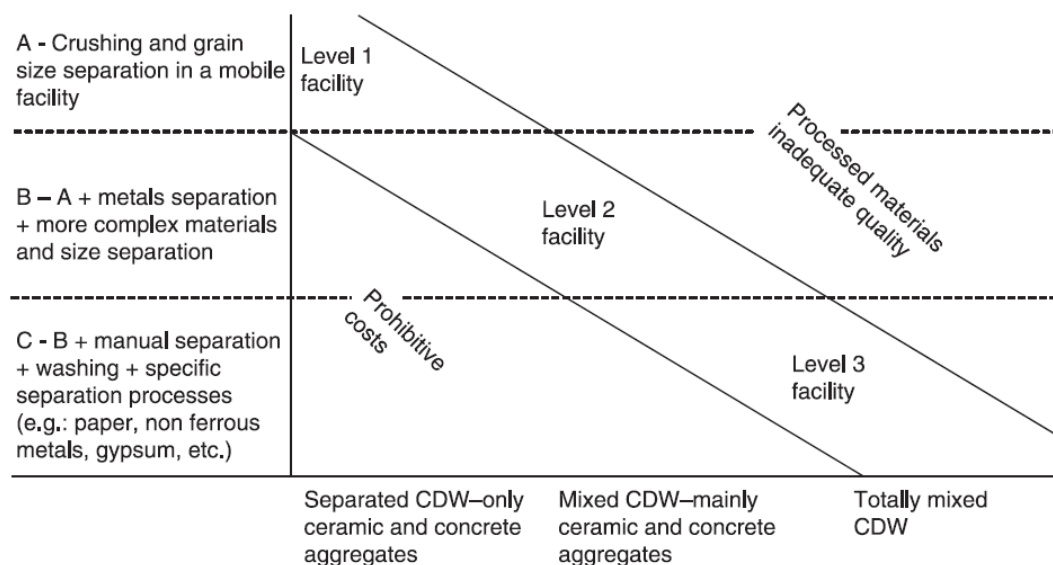 A - Crushing and grain
size separation in a mobile
facility
Level 1
facility
Processed materials
inadequate quality
B – A + metals separation
+ more complex materials
and size separation
Level 2
facility
Prohibitive
costs
C - B + manual separation
+ washing + specific
separation processes
(e.g.: paper, non ferrous
metals, gypsum, etc.)
Level 3
facility
Separated CDW–only
ceramic and concrete
aggregates
Mixed CDW–mainly
ceramic and concrete
aggregates
Totally mixed
CDW